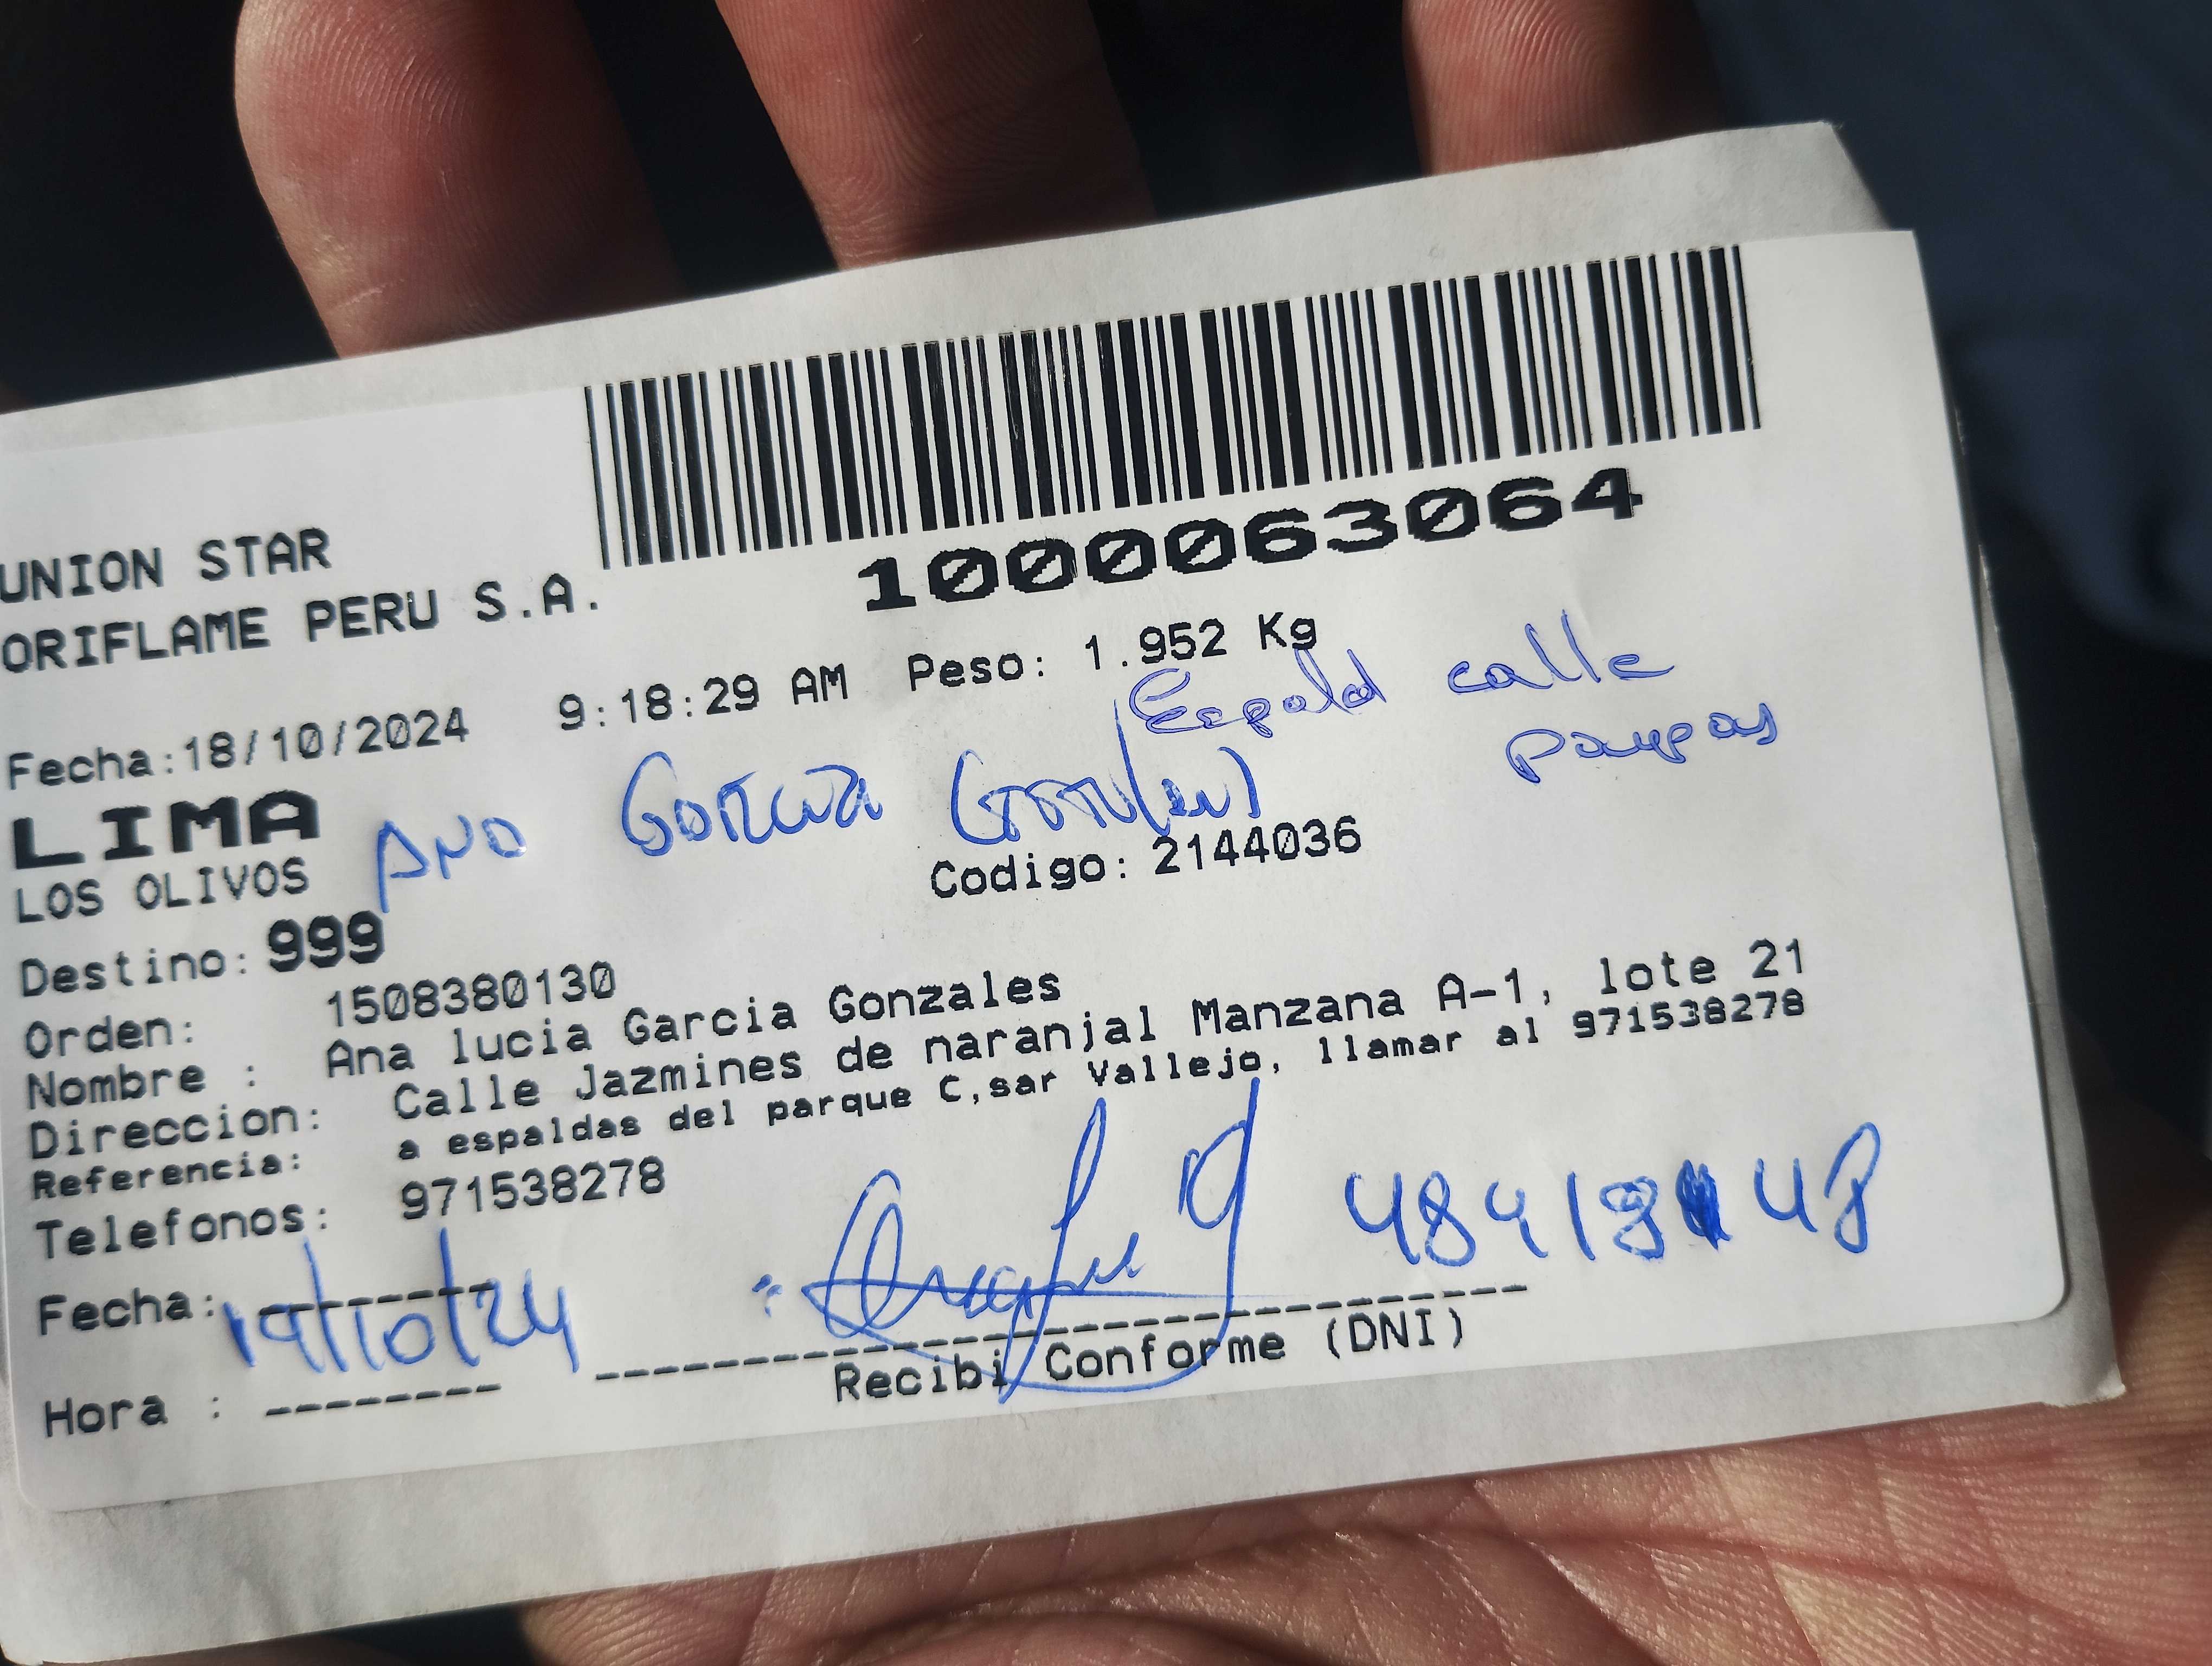 1000063064
UNION STAR
ORIFLAME PERU S.A.
Fecha:18/10/2024 9:18:29 AM Peso: 1.952 Kg
Espald calle
LIMA
LOS OLIVOS
Codigo: 2144036
Destino: 999
Orden: 1508380130
Nombre : Ana lucia Garcia Gonzales
Direccion: Calle Jazmines de naranjal Manzana A-1, lote 21
Referencia: a espaldas del parque C,sar Vallejo, llamar al 971538278
Telefonos: 971538278
Fecha: 19/10/24
Hora :
Recibi Conforme (DNI)